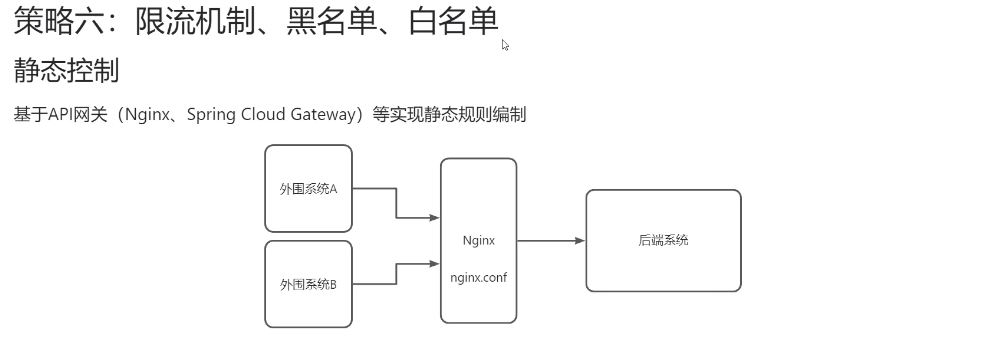 策略六：限流机制、黑名单、白名单
静态控制
基于API网关（Nginx、Spring Cloud Gateway）等实现静态规则编制
外围系统A
外围系统B
Nginx
nginx.conf
后端系统